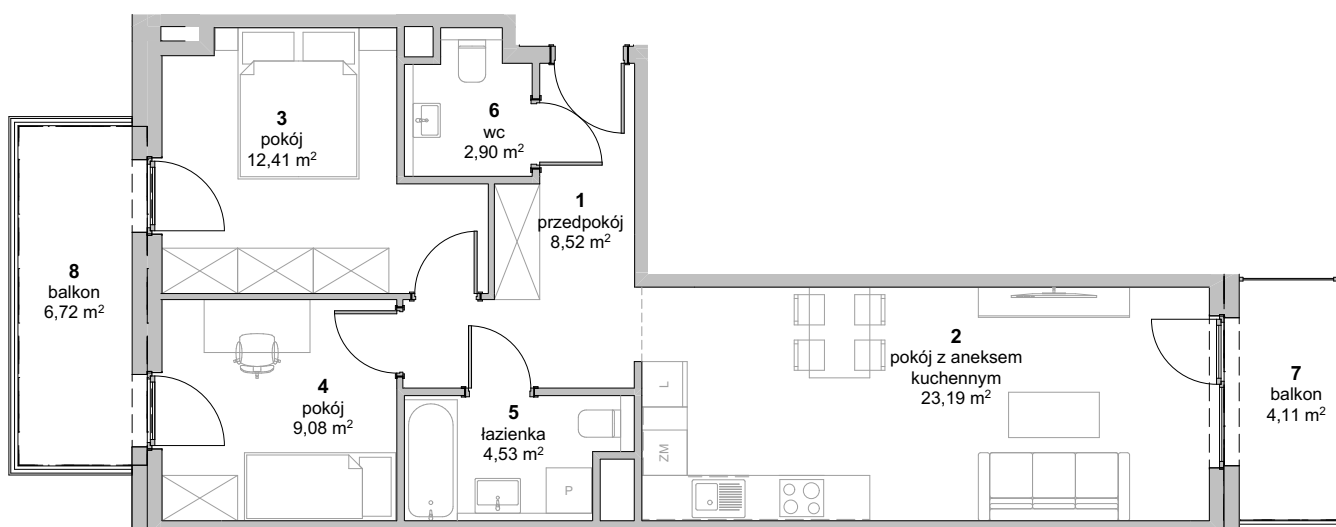 3
pokój
12,41 m²
6
wc
2,90 m²
1
przedpokój
8,52 m²
8
balkon
6,72 m²
2
pokój z aneksem
kuchennym
23,19 m²
7
balkon
4,11 m²
4
pokój
9,08 m²
5
łazienka
4,53 m²
L
ZM
P